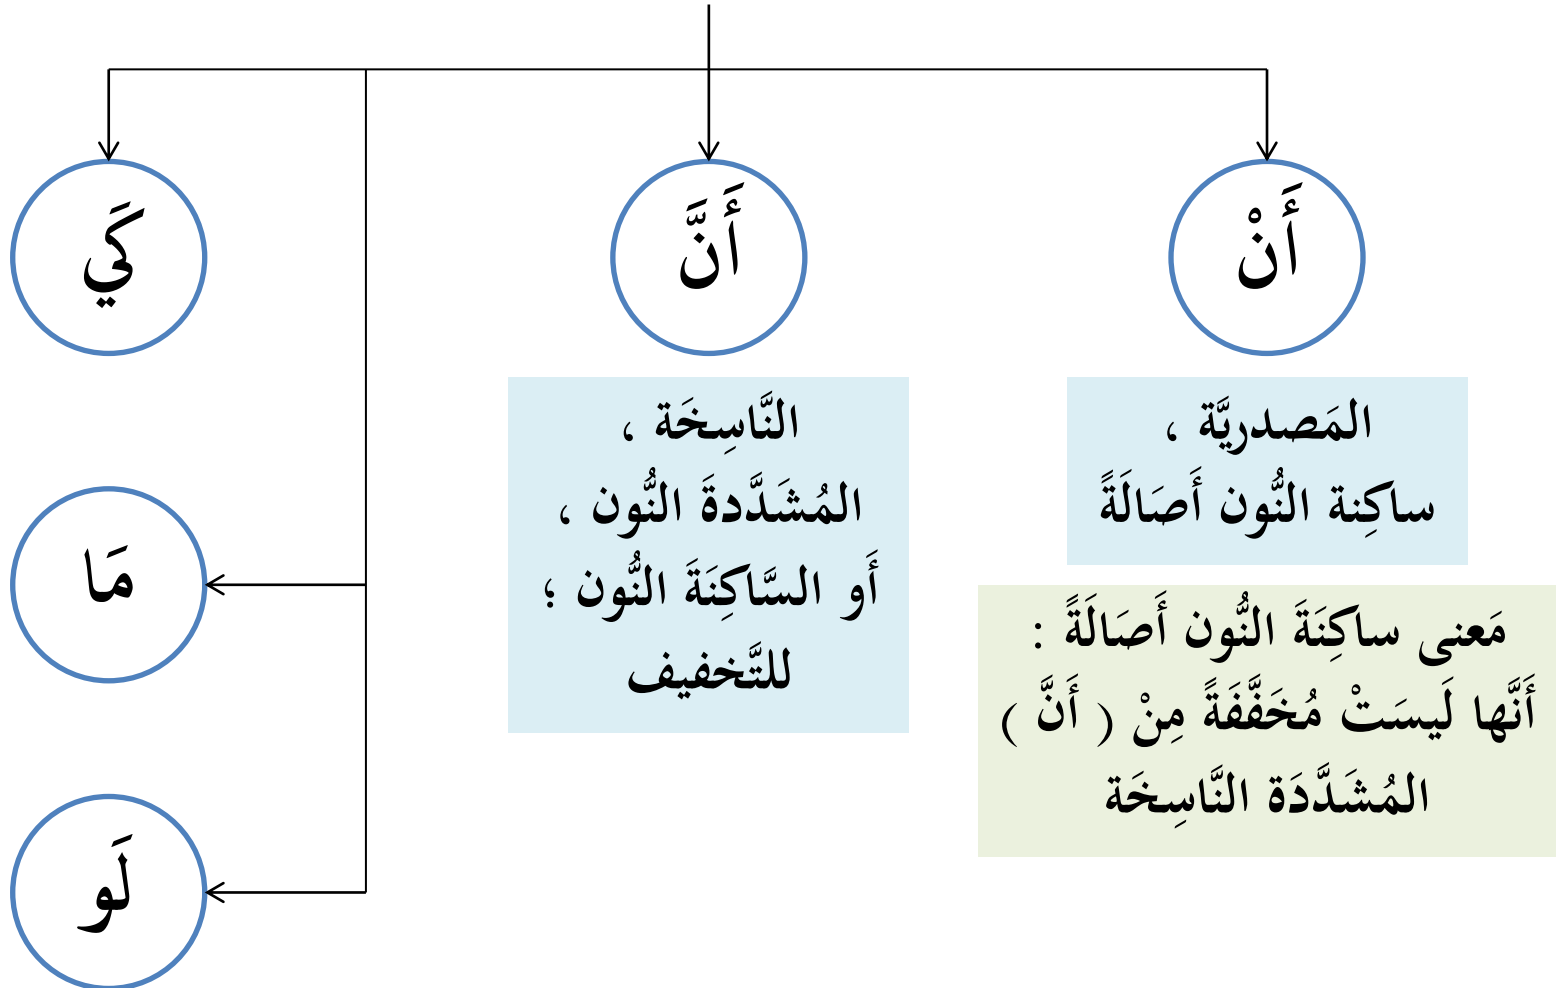 أَنْ
المَصدريَّة ،
ساكِنة النُّون أَصَالَةً
مَعنى ساكِنَةَ النُّون أَصَالَةً :
أَنَّها لَيسَتْ مُخَفَّفَةً مِنْ ( أَنَّ )
المُشَدَّدَة النَّاسِخَة
أَنَّ
النَّاسِخَة ،
المُشَدَّدةَ النُّون ،
أَو السَّاكِنَةَ النُّون ؛
للتَّخفيف
كَي
مَا
لَو